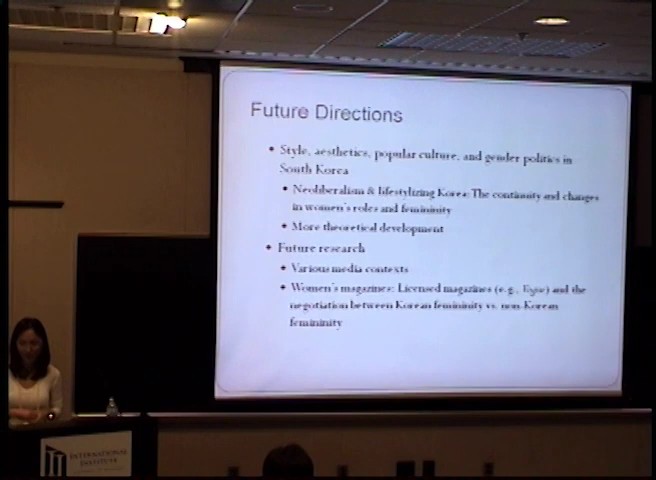 Future Directions
• Style, aesthetics, popular culture, and gender politics in
South Korea
• Neoliberalism & lifestylizing Korea: The continuity and changes
in women's roles and femininity
• More theoretical development
• Future research
• Various media contexts
• Women's magazines: Licensed magazines (e.g., Vogue) and the
negotiation between Korean femininity vs. non-Korean
femininity
INTERNATIONAL
INSTITUTE